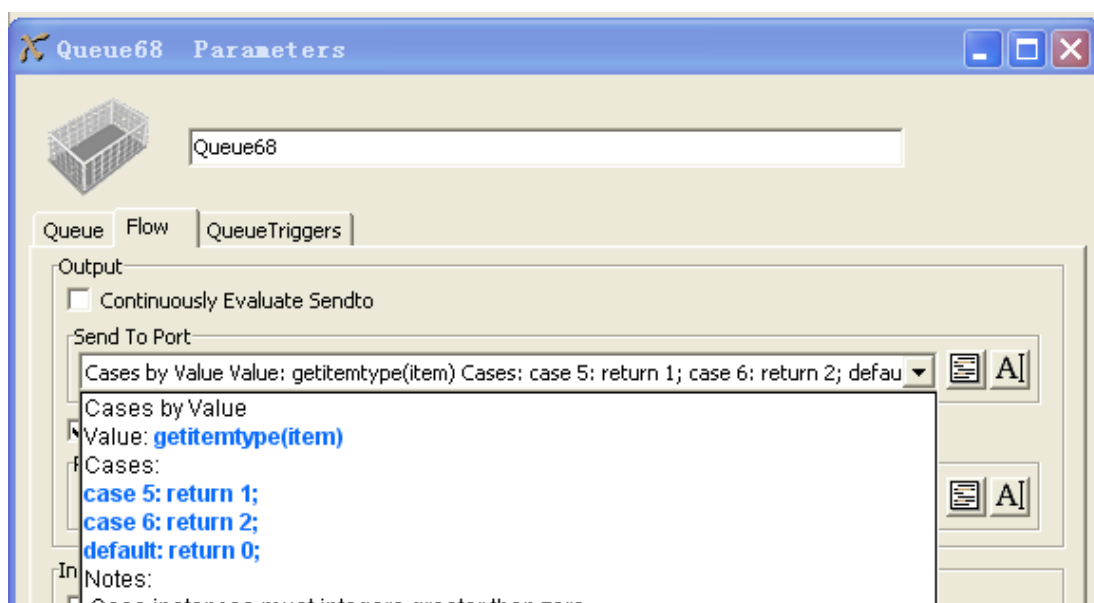 Queue68 Parameters
Queue68
Queue Flow QueueTriggers
Output
Continuously Evaluate Sendto
Send To Port
Cases by Value Value: getitemtype(item) Cases: case 5: return 1; case 6: return 2; defau
Cases by Value
Value: getitemtype(item)
Cases:
case 5: return 1;
case 6: return 2;
default: return 0;
In
Notes: